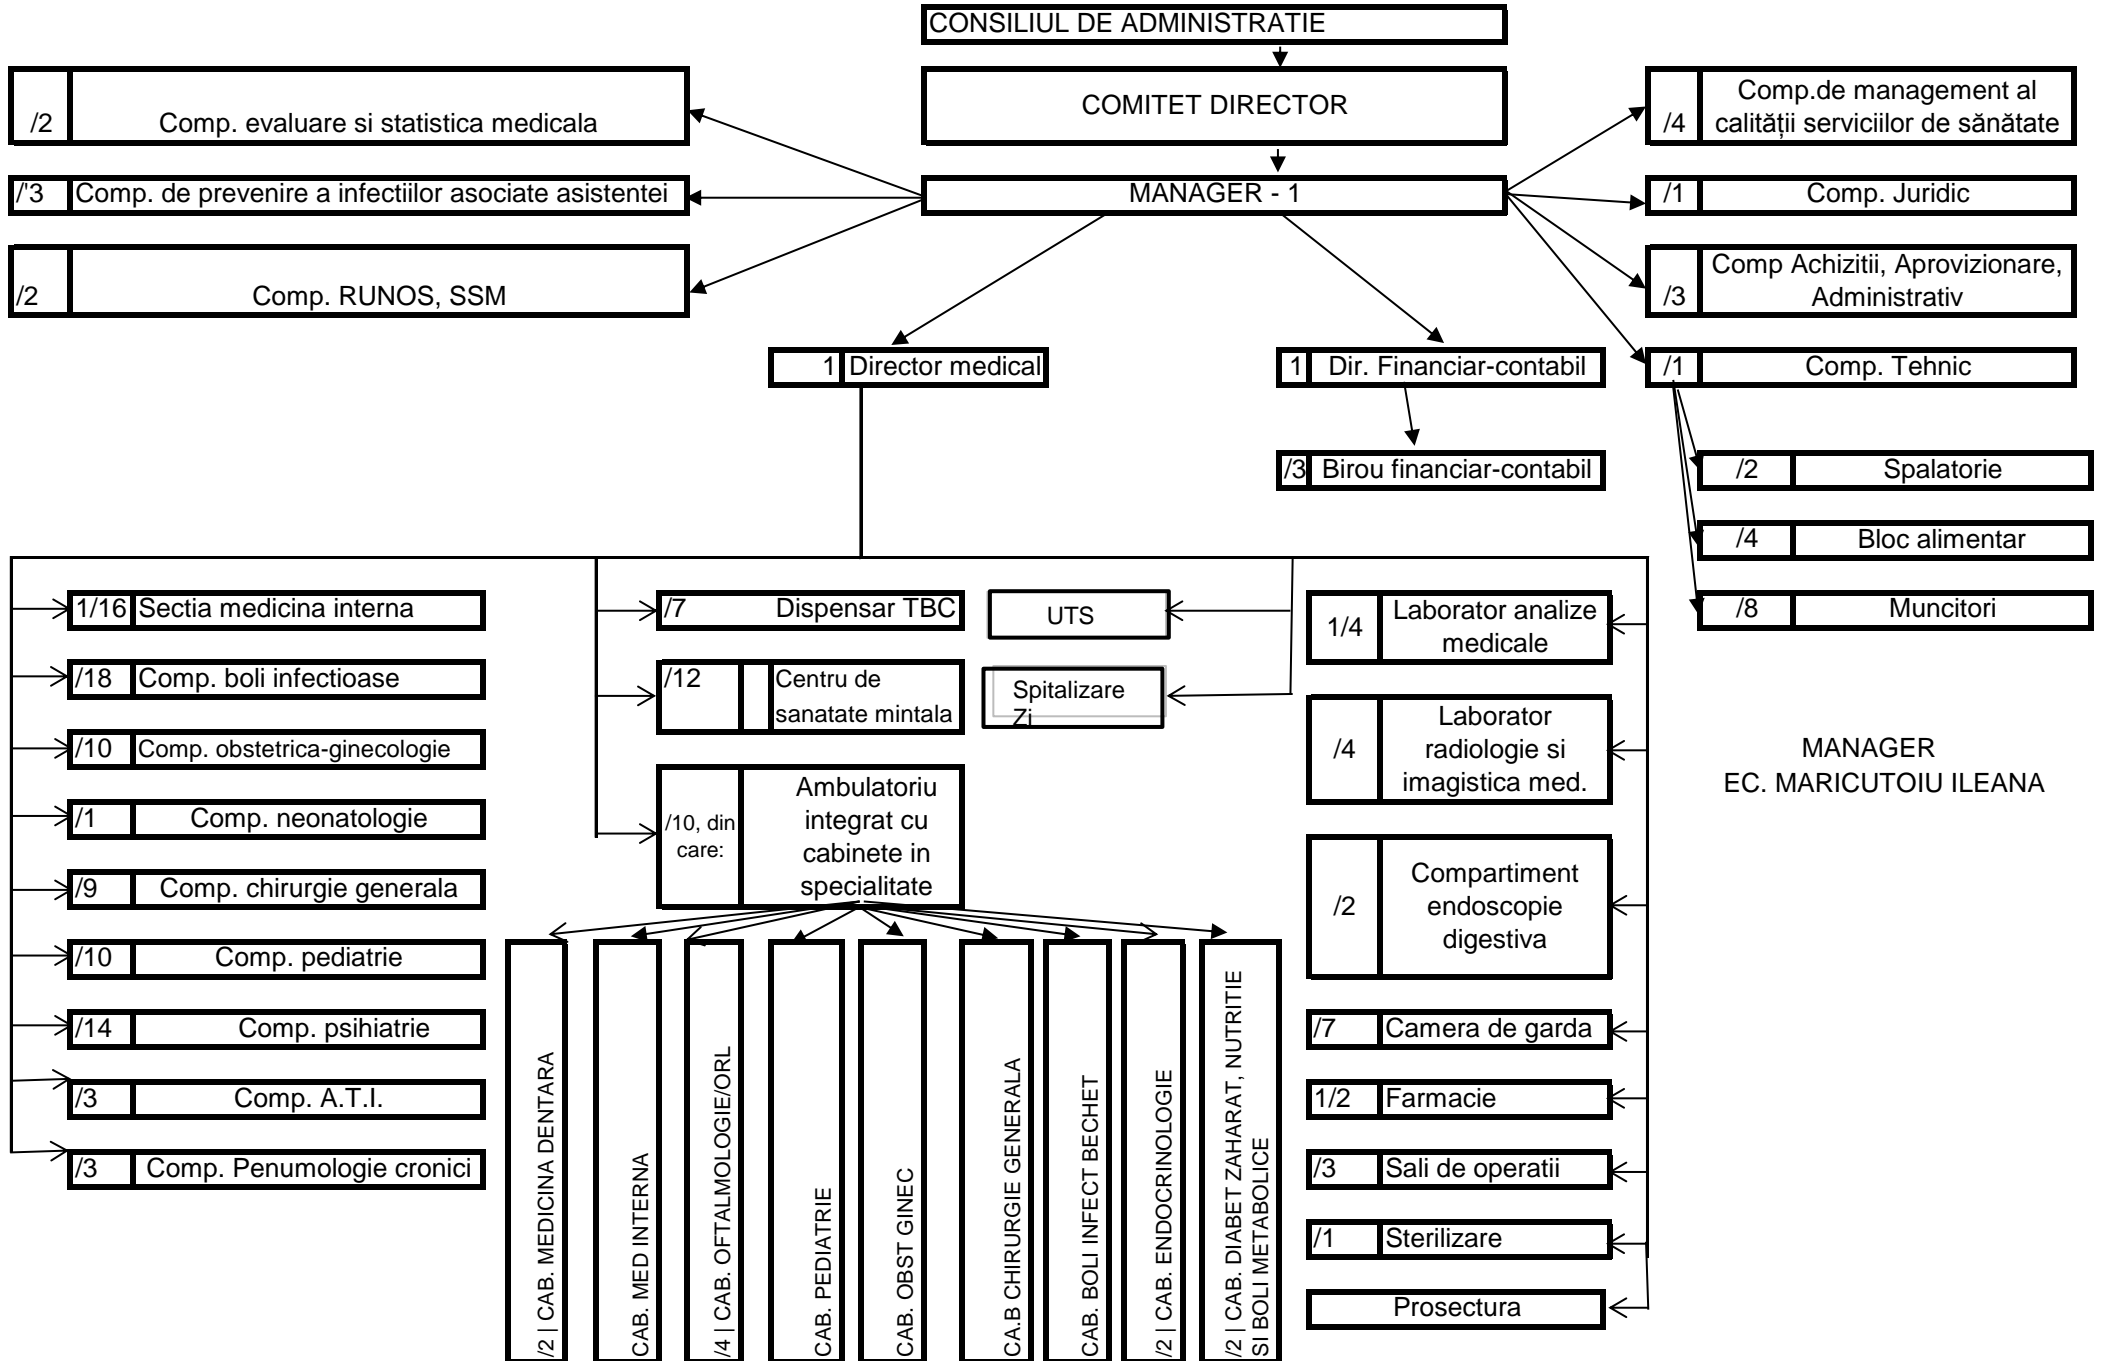 CONSILIUL DE ADMINISTRATIE
COMITET DIRECTOR
MANAGER - 1
/2 Comp. evaluare si statistica medicala
/'3 Comp. de prevenire a infectiilor asociate asistentei
/2 Comp. RUNOS, SSM
Comp.de management al
/4 calității serviciilor de sănătate
/1 Comp. Juridic
Comp Achizitii, Aprovizionare,
/3 Administrativ
/1 Comp. Tehnic
1 Director medical
1 Dir. Financiar-contabil
/3 Birou financiar-contabil
/2 Spalatorie
/4 Bloc alimentar
/8 Muncitori
1/16 Sectia medicina interna
/18 Comp. boli infectioase
/10 Comp. obstetrica-ginecologie
/1 Comp. neonatologie
/9 Comp. chirurgie generala
/10 Comp. pediatrie
/14 Comp. psihiatrie
/3 Comp. A.T.I.
/3 Comp. Penumologie cronici
/7 Dispensar TBC
/12 Centru de
sanatate mintala
/10, din
care:
Ambulatoriu
integrat cu
cabinete in
specialitate
UTS
Spitalizare
Zi
/2 | CAB. MEDICINA DENTARA
CAB. MED INTERNA
/4 | CAB. OFTALMOLOGIE/ORL
CAB. PEDIATRIE
CAB. OBST GINEC
CA.B CHIRURGIE GENERALA
CAB. BOLI INFECT BECHET
/2 | CAB. ENDOCRINOLOGIE
/2 | CAB. DIABET ZAHARAT, NUTRITIE
SI BOLI METABOLICE
1/4 Laborator analize
medicale
/4 Laborator
radiologie si
imagistica med.
/2 Compartiment
endoscopie
digestiva
/7 Camera de garda
1/2 Farmacie
/3 Sali de operatii
/1 Sterilizare
Prosectura
MANAGER
EC. MARICUTOIU ILEANA